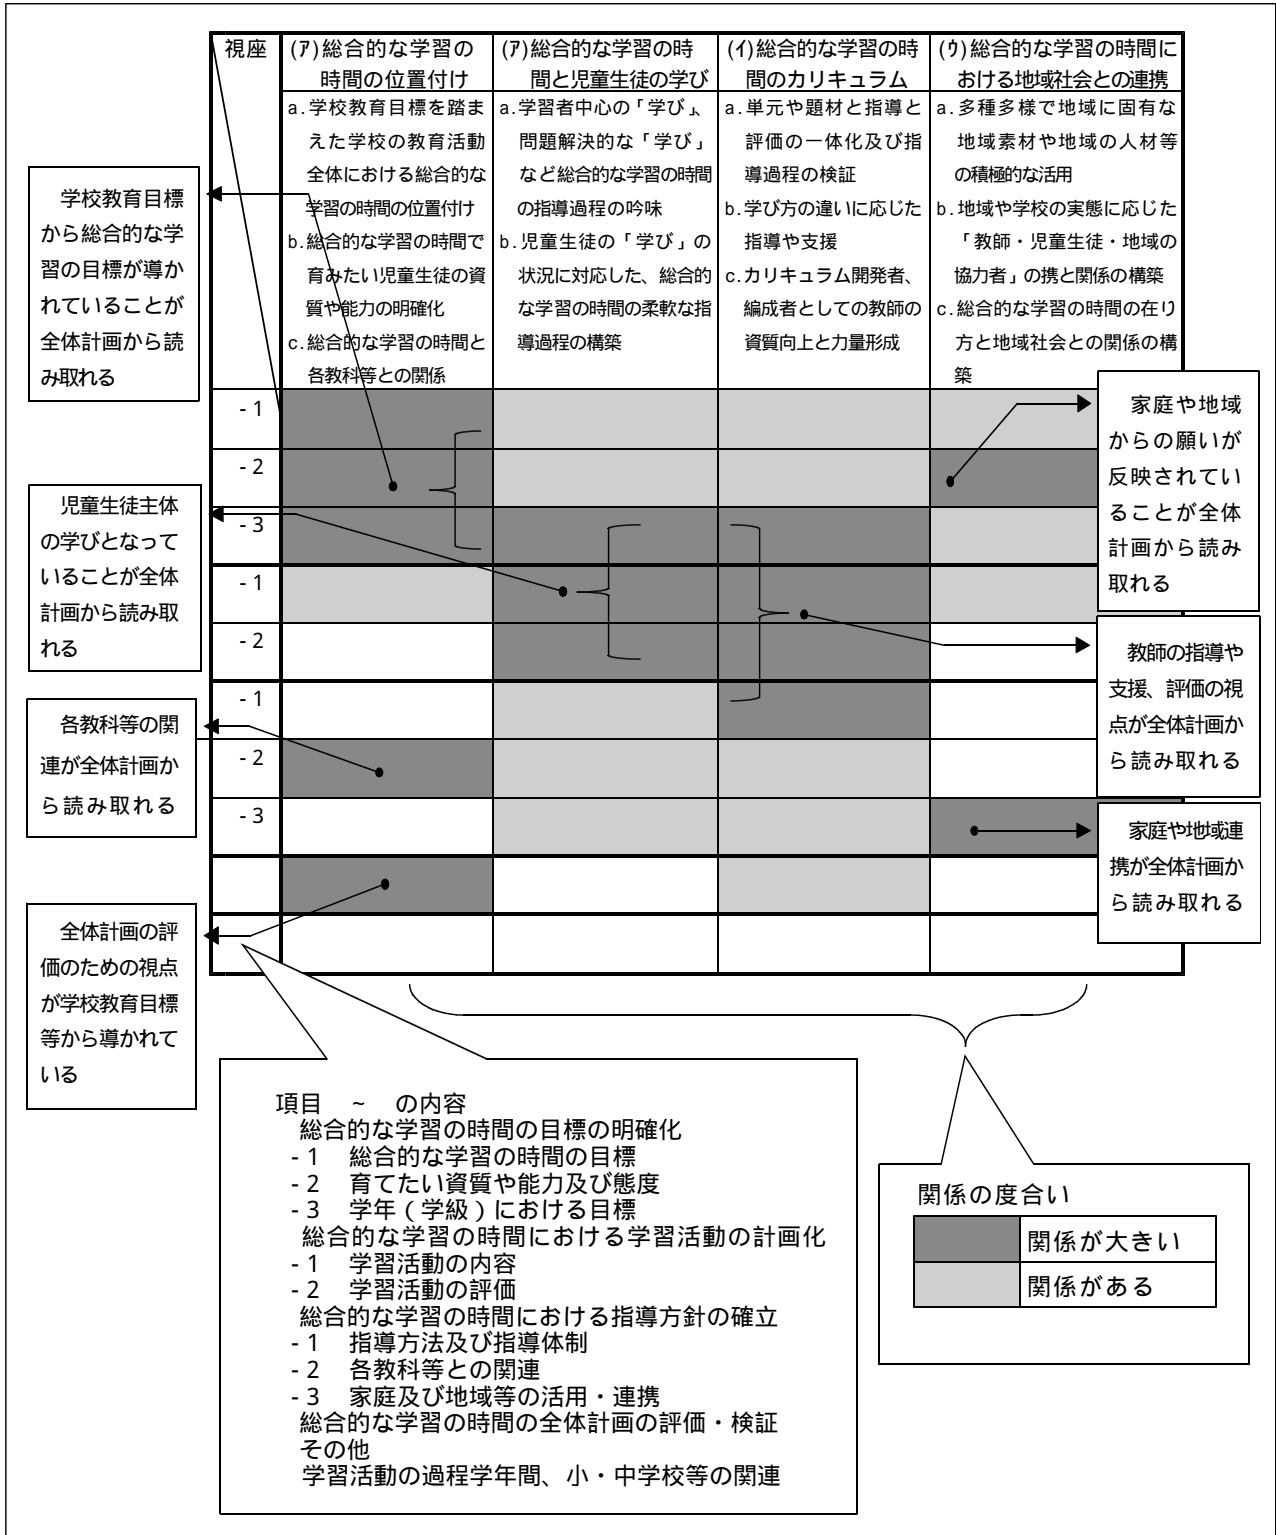 視座
(ア)総合的な学習の
時間の位置付け
(ア)総合的な学習の時
間と児童生徒の学び
(イ)総合的な学習の時
間のカリキュラム
(ウ)総合的な学習の時間に
おける地域社会との連携
a.学校教育目標を踏ま
えた学校の教育活動
全体における総合的な
学習の時間の位置付け
b.総合的な学習の時間で
育みたい児童生徒の資
質や能力の明確化
c.総合的な学習の時間と
各教科等との関係
a.学習者中心の「学び」、
問題解決的な「学び」
など総合的な学習の時間
の指導過程の吟味
b.児童生徒の「学び」の
状況に対応した、総合的
な学習の時間の柔軟な指
導過程の構築
a.単元や題材と指導と
評価の一体化及び指
導過程の検証
b.学び方の違いに応じた
指導や支援
c.カリキュラム開発者、
編成者としての教師の
資質向上と力量形成
a.多種多様で地域に固有な
地域素材や地域の人材等
の積極的な活用
b.地域や学校の実態に応じた
「教師・児童生徒・地域の
協力者」の携と関係の構築
c.総合的な学習の時間の在り
方と地域社会との関係の構
築
-1
-2
-3
-1
-2
-1
-2
-3
学校教育目標
から総合的な学
習の目標が導か
れていることが
全体計画から読
み取れる
児童生徒主体
の学びとなって
いることが全体
計画から読み取
れる
各教科等の関
連が全体計画か
ら読み取れる
全体計画の評
価のための視点
が学校教育目標
等から導かれて
いる
家庭や地域
からの願いが
反映されてい
ることが全体
計画から読み
取れる
教師の指導や
支援、評価の視
点が全体計画か
ら読み取れる
家庭や地域連
携が全体計画か
ら読み取れる
項目 ~ の内容
総合的な学習の時間の目標の明確化
-1 総合的な学習の時間の目標
-2 育てたい資質や能力及び態度
-3 学年(学級)における目標
総合的な学習の時間における学習活動の計画化
-1 学習活動の内容
-2 学習活動の評価
総合的な学習の時間における指導方針の確立
-1 指導方法及び指導体制
-2 各教科等との関連
-3 家庭及び地域等の活用・連携
総合的な学習の時間の全体計画の評価・検証
その他
学習活動の過程学年間、小・中学校等の関連
関係の度合い
関係が大きい
関係がある